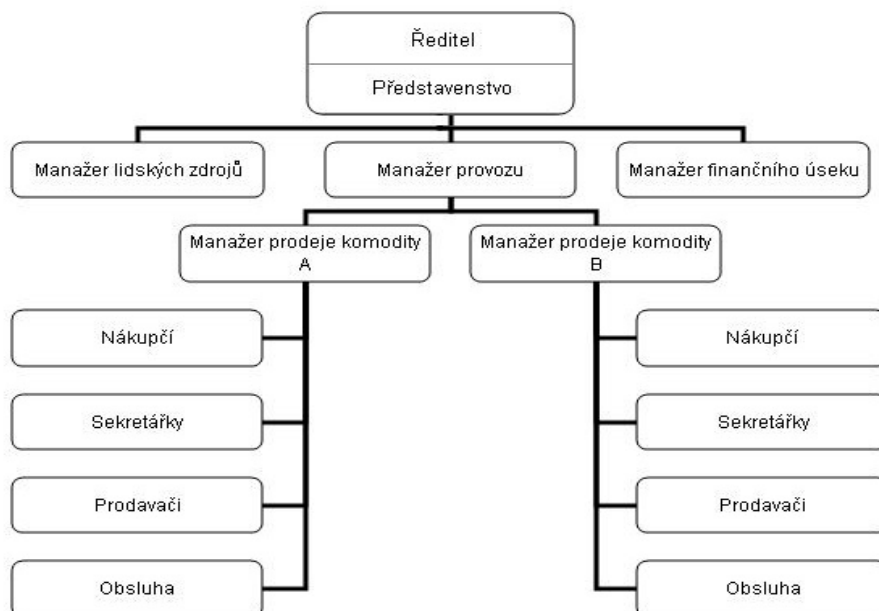 Ředitel
Představenstvo
Manažer lidských zdrojů
Manažer provozu
Manažer finančního úseku
Manažer prodeje komodity
A
Manažer prodeje komodity
B
Nákupčí
Nákupčí
Sekretářky
Sekretářky
Prodavači
Prodavači
Obsluha
Obsluha